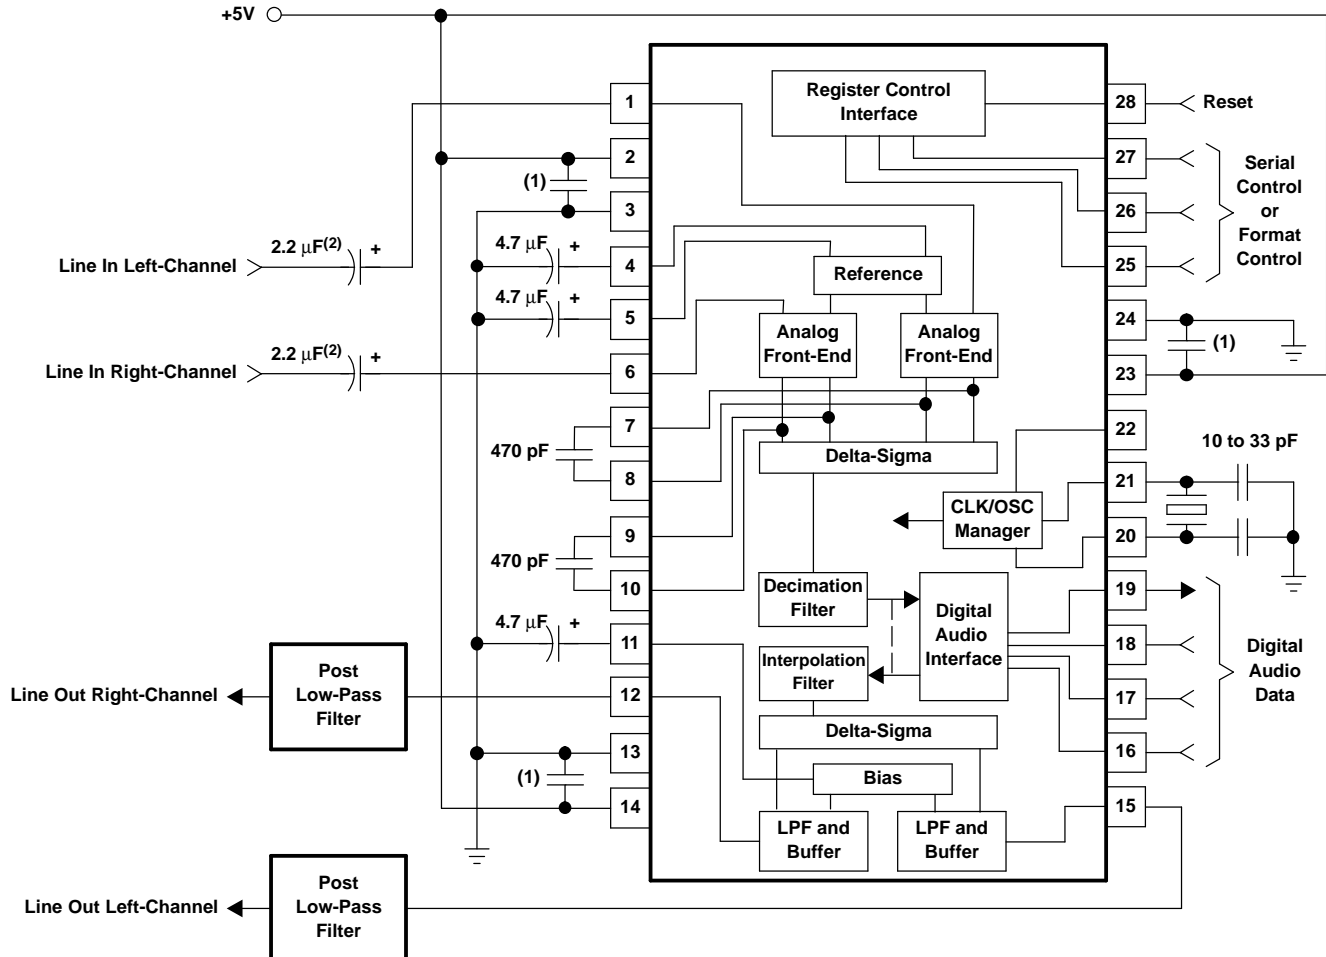 +5V
1
2
3
4
5
6
7
8
9
10
11
12
13
14
28
27
26
25
24
23
22
21
20
19
18
17
16
15
Register Control
Interface
Reset
Serial
Control
or
Format
Control
(1)
2.2 μF(2)
+
Line In Left-Channel
4.7 μF
+
4.7 μF
+
Reference
Analog
Front-End
Analog
Front-End
(1)
2.2 μF(2)
+
Line In Right-Channel
470 pF
Delta-Sigma
10 to 33 pF
CLK/OSC
Manager
470 pF
Decimation
Filter
Digital
Audio
Interface
4.7 μF
+
Interpolation
Filter
Digital
Audio
Data
Post
Low-Pass
Filter
Line Out Right-Channel
Delta-Sigma
(1)
Bias
LPF and
Buffer
LPF and
Buffer
Post
Low-Pass
Filter
Line Out Left-Channel